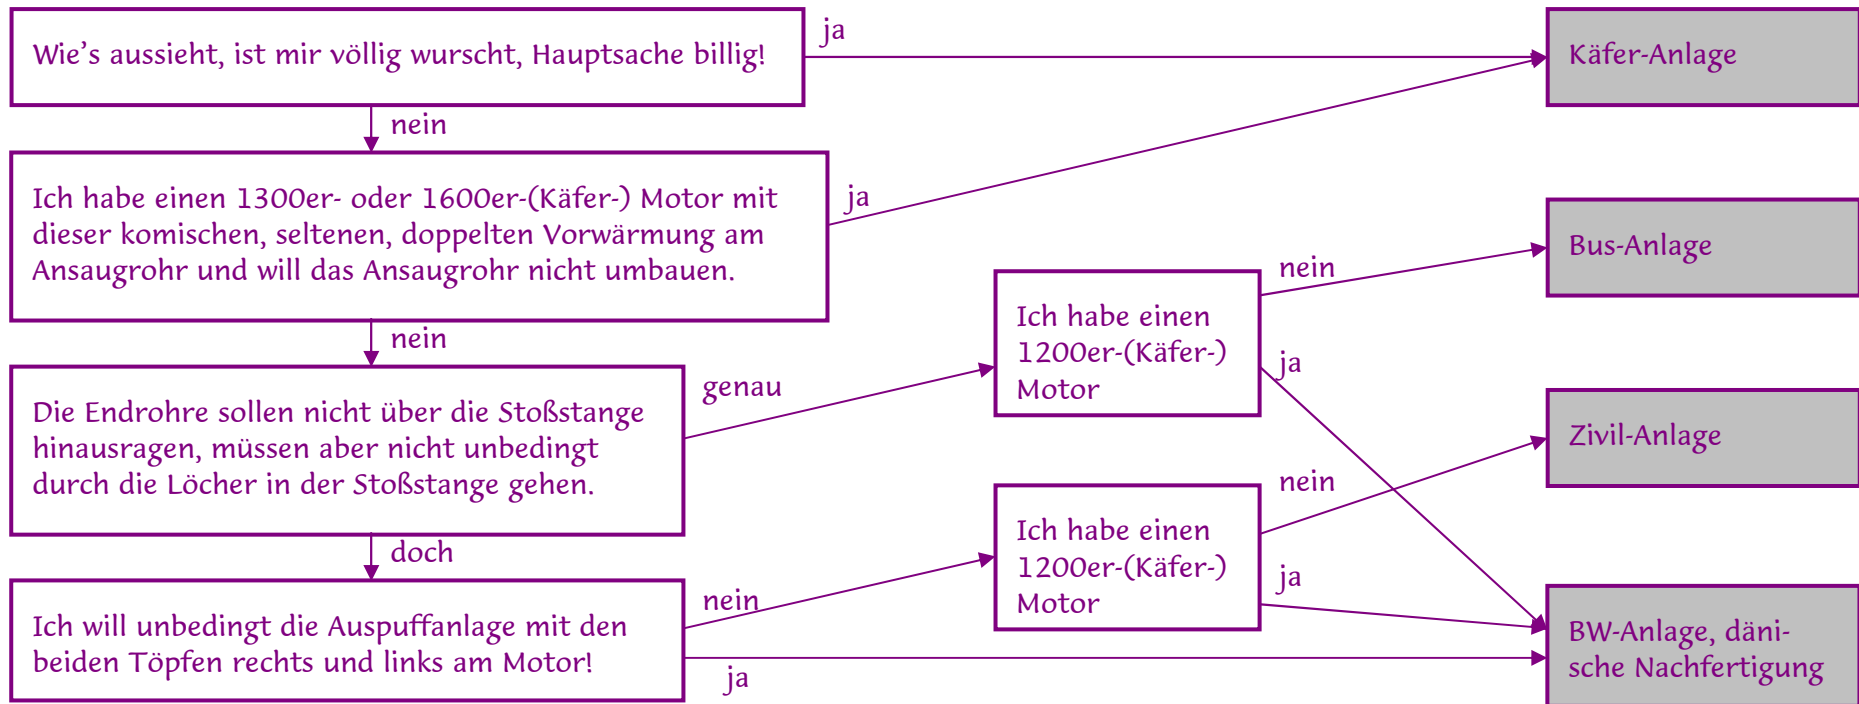 Wie's aussieht, ist mir völlig wurscht, Hauptsache billig!
ja
Käfer-Anlage
nein
Ich habe einen 1300er- oder 1600er-(Käfer-) Motor mit
dieser komischen, seltenen, doppelten Vorwärmung am
Ansaugrohr und will das Ansaugrohr nicht umbauen.
ja
Bus-Anlage
nein
Ich habe einen
1200er-(Käfer-)
Motor
nein
ja
Die Endrohre sollen nicht über die Stoßstange
hinausragen, müssen aber nicht unbedingt
durch die Löcher in der Stoßstange gehen.
genau
Zivil-Anlage
doch
Ich habe einen
1200er-(Käfer-)
Motor
nein
ja
Ich will unbedingt die Auspuffanlage mit den
beiden Töpfen rechts und links am Motor!
nein
ja
BW-Anlage, däni-
sche Nachfertigung